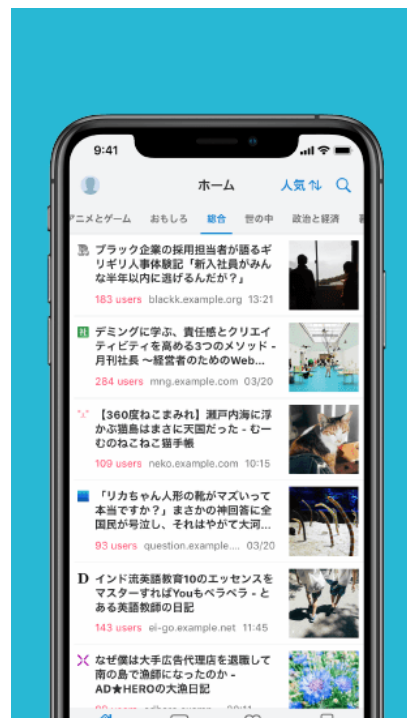 9:41
ホーム
人気
アニメとゲーム おもしろ 総合 世の中 政治と経済
ブラック企業の採用担当者が語るギ
リギリ人事体験記「新入社員がみん
な半年以内に逃げるんだが？」
183 users blackk.example.org 13:21
デミングに学ぶ、責任感とクリエイ
ティビティを高める3つのメソッド -
月刊社長 〜経営者のためのWeb...
284 users mng.example.com 03/20
【360度ねこまみれ】瀬戸内海に浮
かぶ猫島はまさに天国だった - むー
むのねこねこ猫手帳
109 users neko.example.com 10:15
「リカちゃん人形の靴がマズいって
本当ですか？」まさかの神回答に全
国民が号泣し、それはやがて大河...
93 users question.example.... 03/20
D インド流英語教育10のエッセンスを
マスターすればYouもペラペラ - と
ある英語教師の日記
143 users ei-go.example.net 11:45
なぜ僕は大手広告代理店を退職して
南の島で漁師になったのか -
AD★HEROの大漁日記